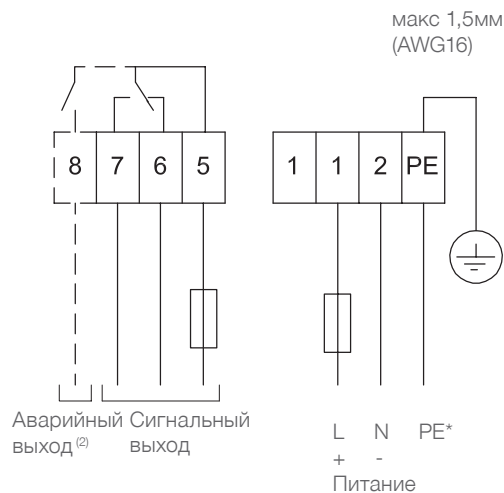 макс 1,5мм
(AWG16)
8 7 6 5 1 1 2 PE
Аварийный Сигнальный
выход (2) выход
L N PE*
+ -
Питание